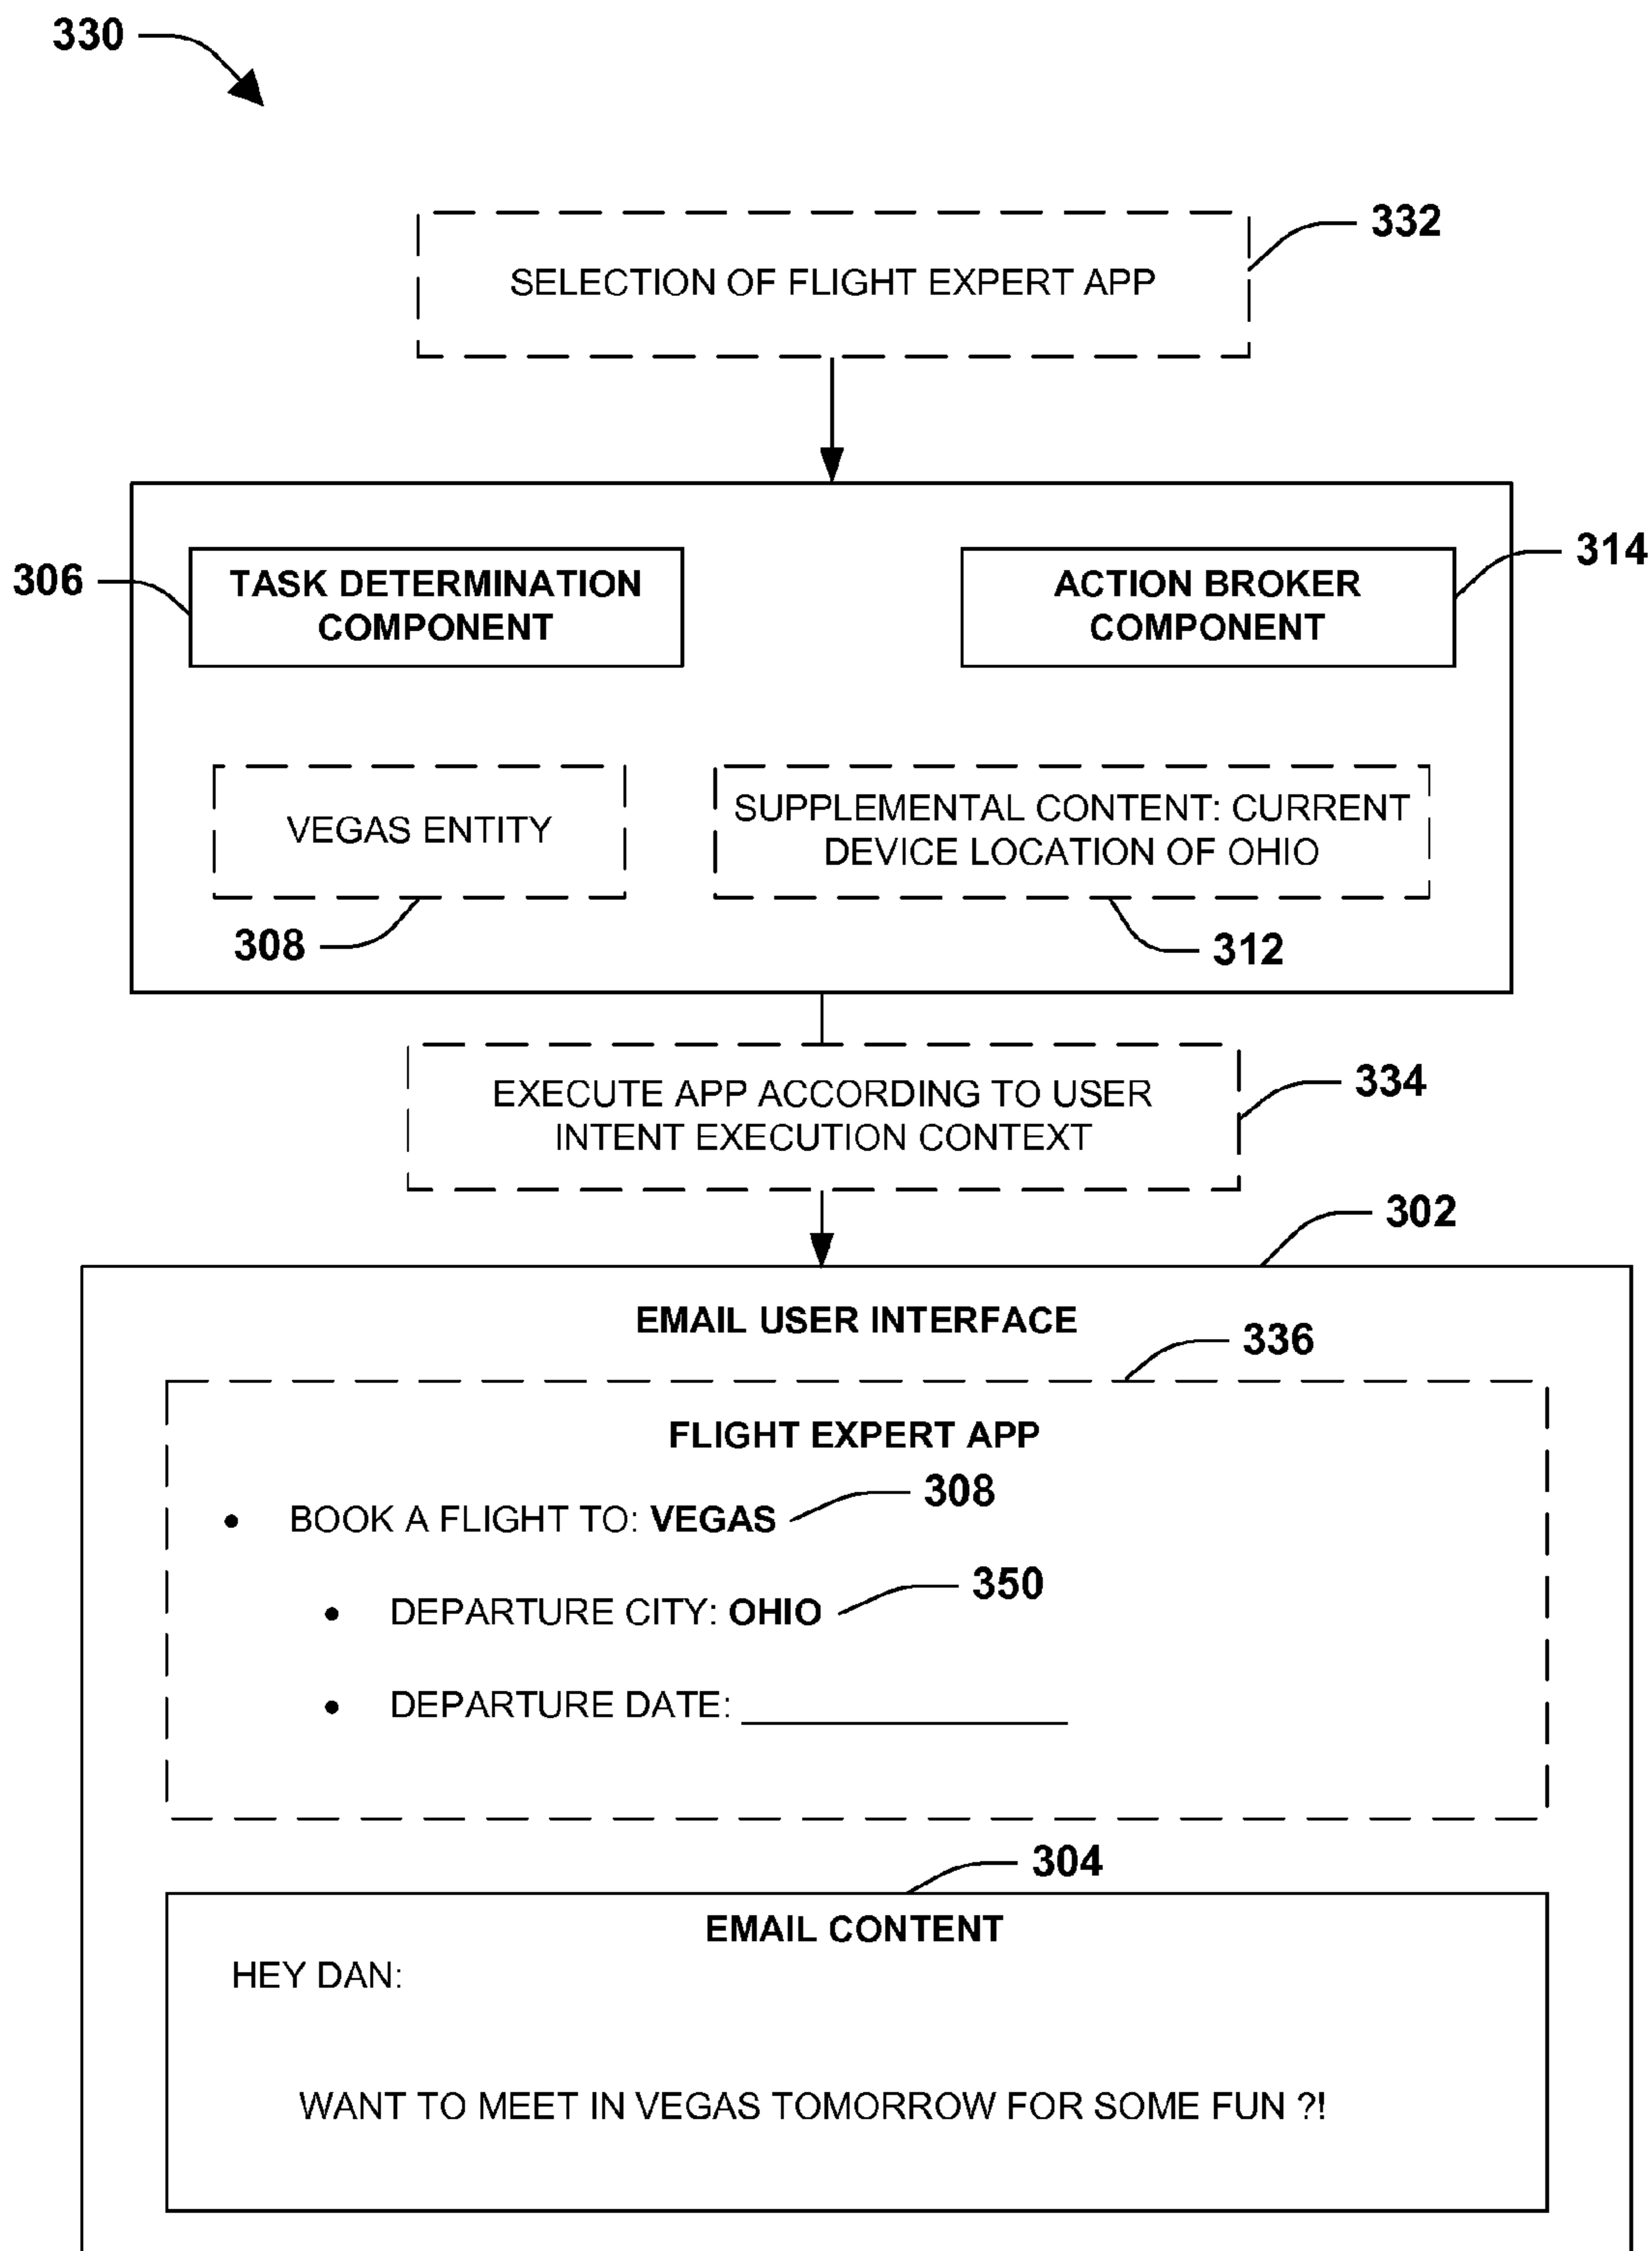 330
332
SELECTION OF FLIGHT EXPERT APP
314
306
TASK DETERMINATION
COMPONENT
ACTION BROKER
COMPONENT
VEGAS ENTITY
SUPPLEMENTAL CONTENT: CURRENT
DEVICE LOCATION OF OHIO
308
312
EXECUTE APP ACCORDING TO USER
INTENT EXECUTION CONTEXT
334
302
EMAIL USER INTERFACE
336
FLIGHT EXPERT APP
• BOOK A FLIGHT TO: VEGAS 308
• DEPARTURE CITY: OHIO 350
• DEPARTURE DATE: ________________
304
EMAIL CONTENT
HEY DAN:
WANT TO MEET IN VEGAS TOMORROW FOR SOME FUN ?!